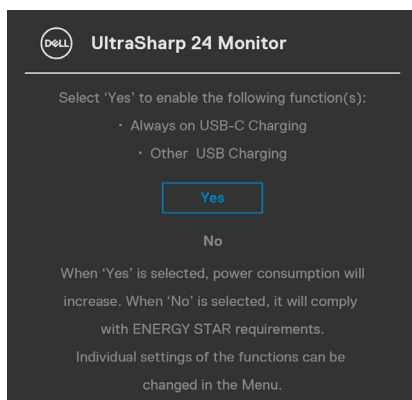 DELL UltraSharp 24 Monitor
Select ‘Yes’ to enable the following function(s):
· Always on USB-C Charging
· Other USB Charging
Yes
No
When ‘Yes’ is selected, power consumption will
increase. When ‘No’ is selected, it will comply
with ENERGY STAR requirements.
Individual settings of the functions can be
changed in the Menu.